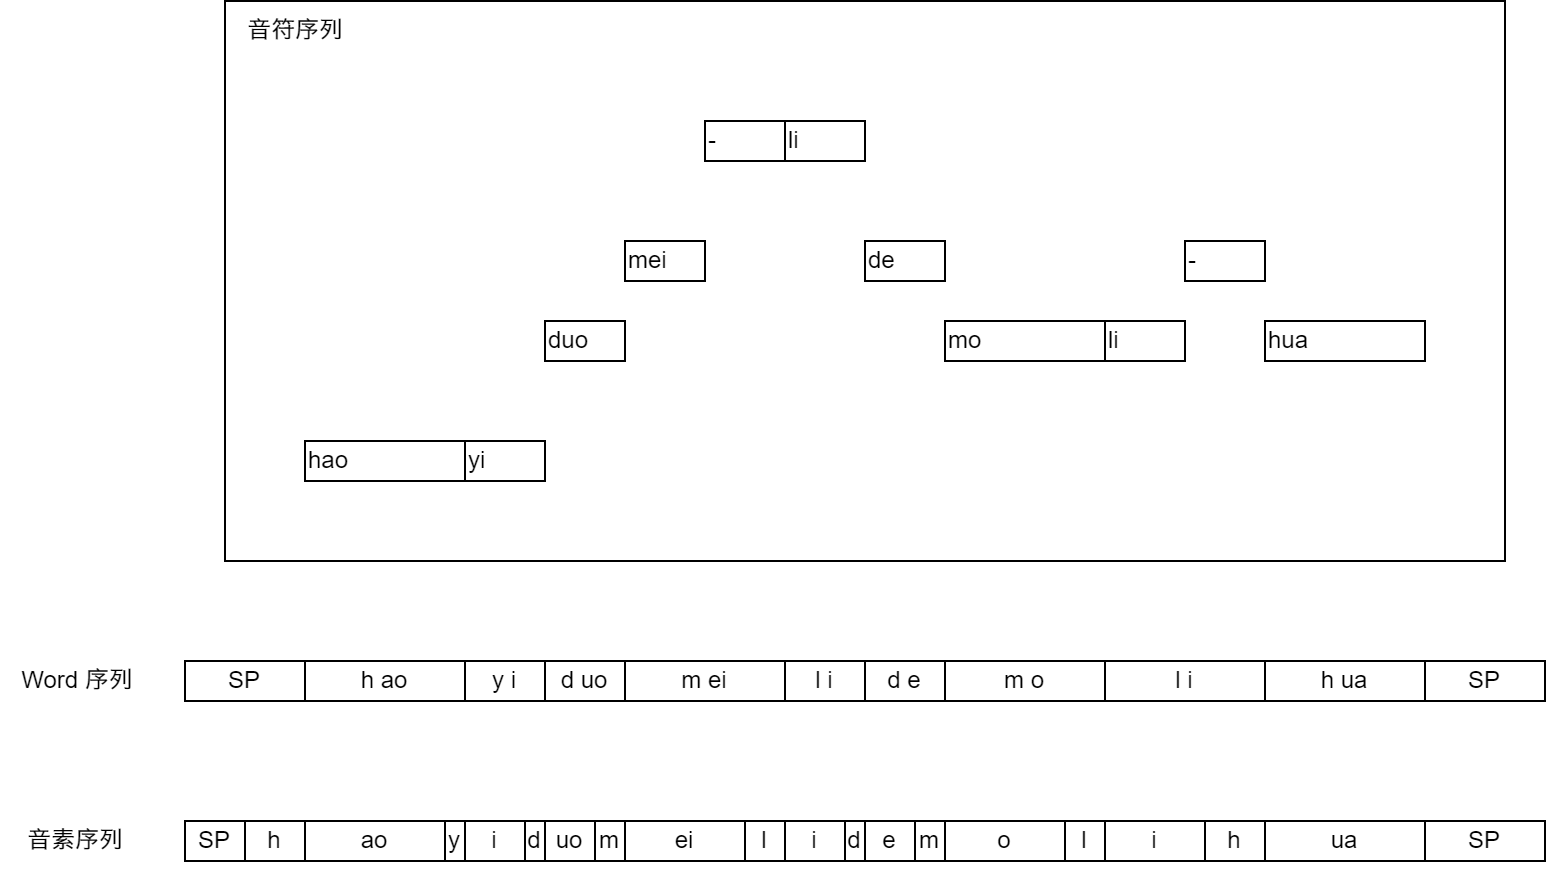 音符序列
- li
mei de -
duo mo li hua
hao yi
Word 序列 SP h ao y i d uo m ei l i d e m o l i h ua SP
音素序列 SP h ao y i d uo m ei l i d e m o l i h ua SP